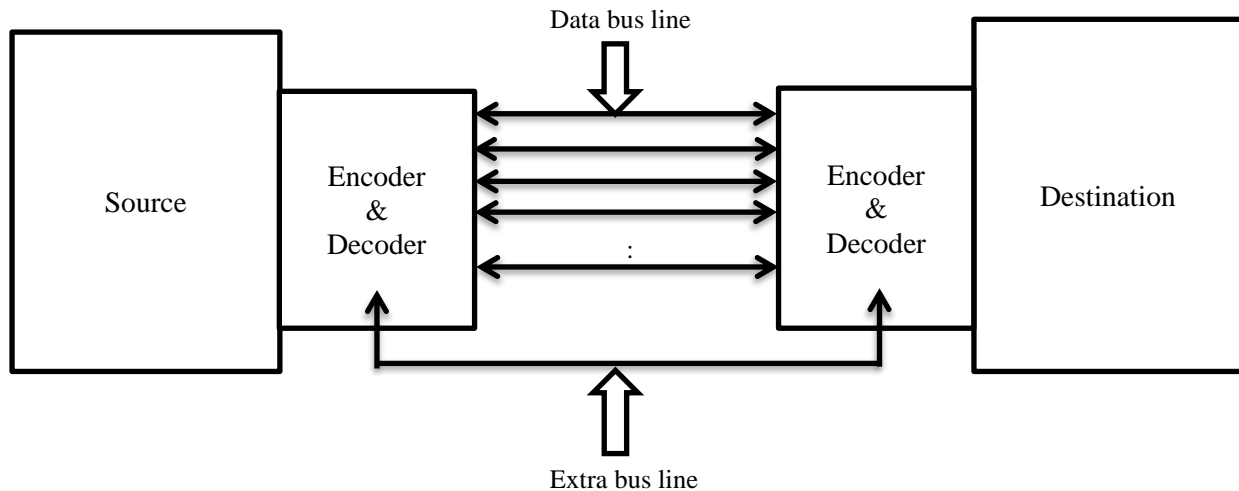 Data bus line
Source
Encoder
&
Decoder
:
Encoder
&
Decoder
Destination
Extra bus line